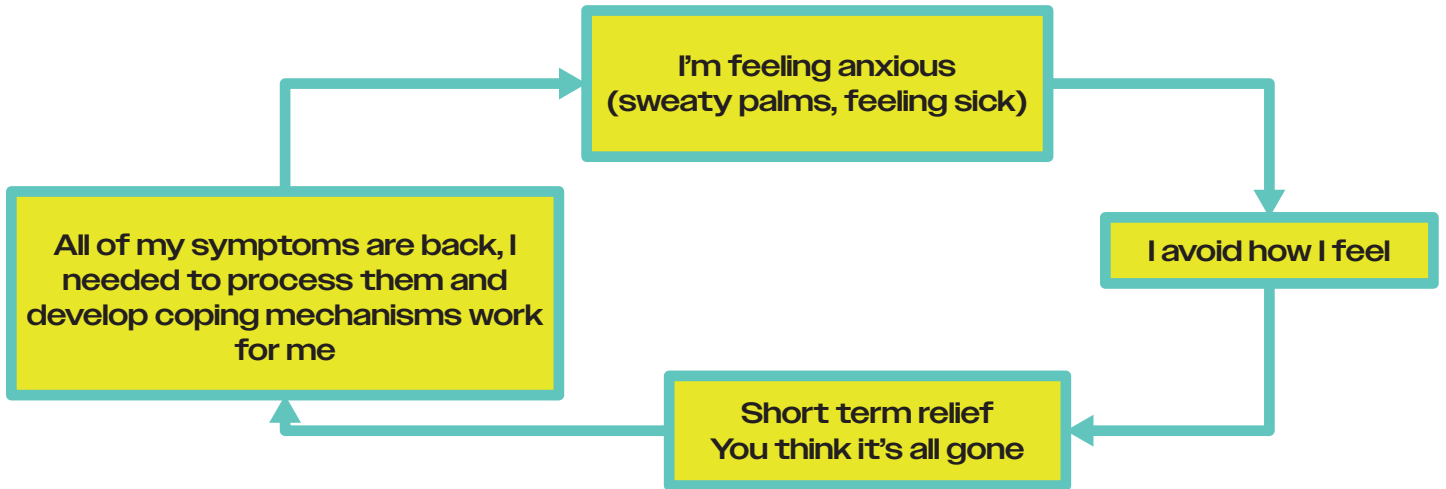 I’m feeling anxious
(sweaty palms, feeling sick)
I avoid how I feel
Short term relief
You think it’s all gone
All of my symptoms are back, I
needed to process them and
develop coping mechanisms work
for me